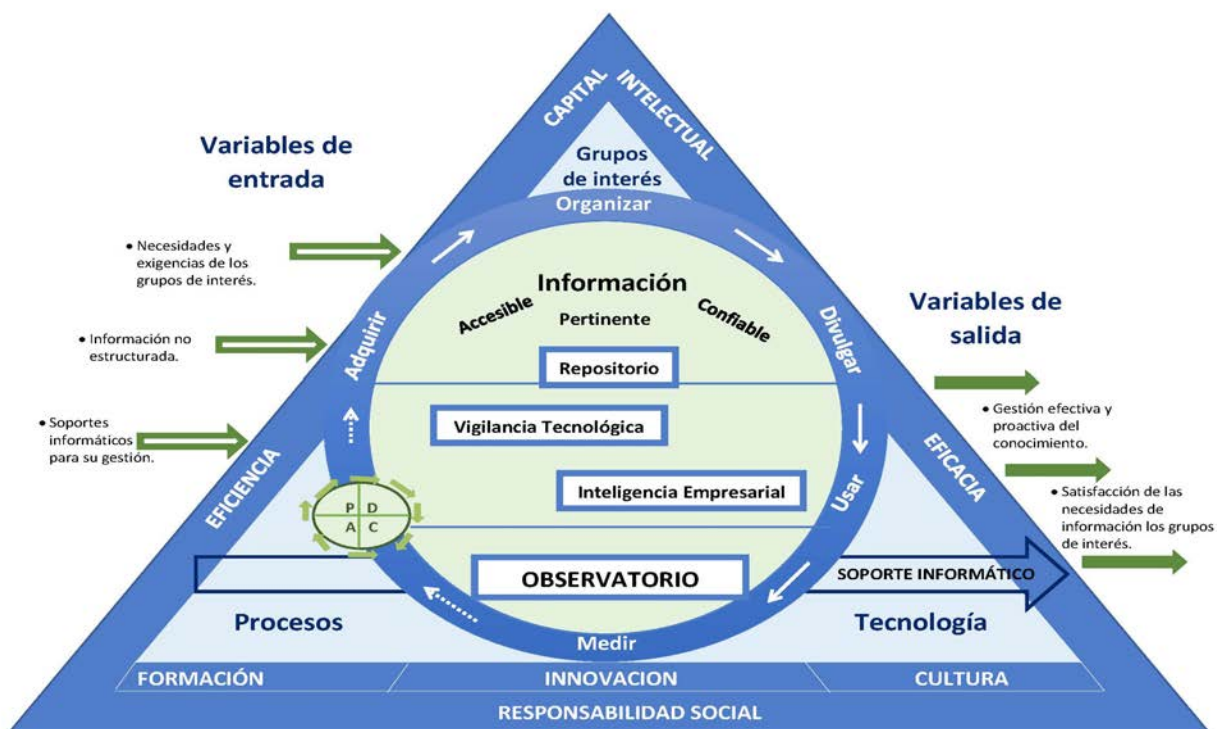 CAPITAL
INTELECTUAL
Variables de
entrada
Grupos
de interés
Organizar
• Necesidades y
exigencias de los
grupos de interés.
Información
Accesible
Pertinente
Confiable
Adquirir
Divulgar
Variables de
salida
• Información no
estructurada.
Repositorio
• Soportes
informáticos
para su gestión.
Vigilancia Tecnológica
• Gestión efectiva y
proactiva del
conocimiento.
EFICIENCIA
EFICACIA
Inteligencia Empresarial
Usar
• Satisfacción de las
necesidades de
información los grupos
de interés.
P D
A C
OBSERVATORIO
SOPORTE INFORMÁTICO
Procesos
Tecnología
Medir
FORMACIÓN
INNOVACION
CULTURA
RESPONSABILIDAD SOCIAL